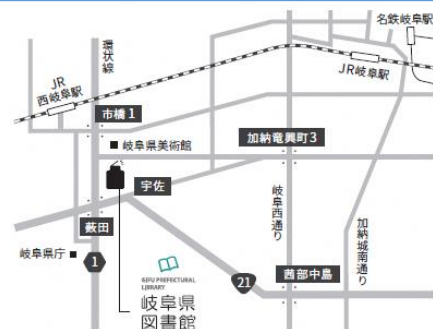 名鉄岐阜駅
環状線
JR
西岐阜駅
JR岐阜駅
市橋1
岐阜県美術館
加納竜興町3
宇佐
薮田
岐阜県庁
1
岐阜西通り
加納城南通り
GIFU PREFECTURAL
LIBRARY
岐阜県
図書館
21
茜部中島